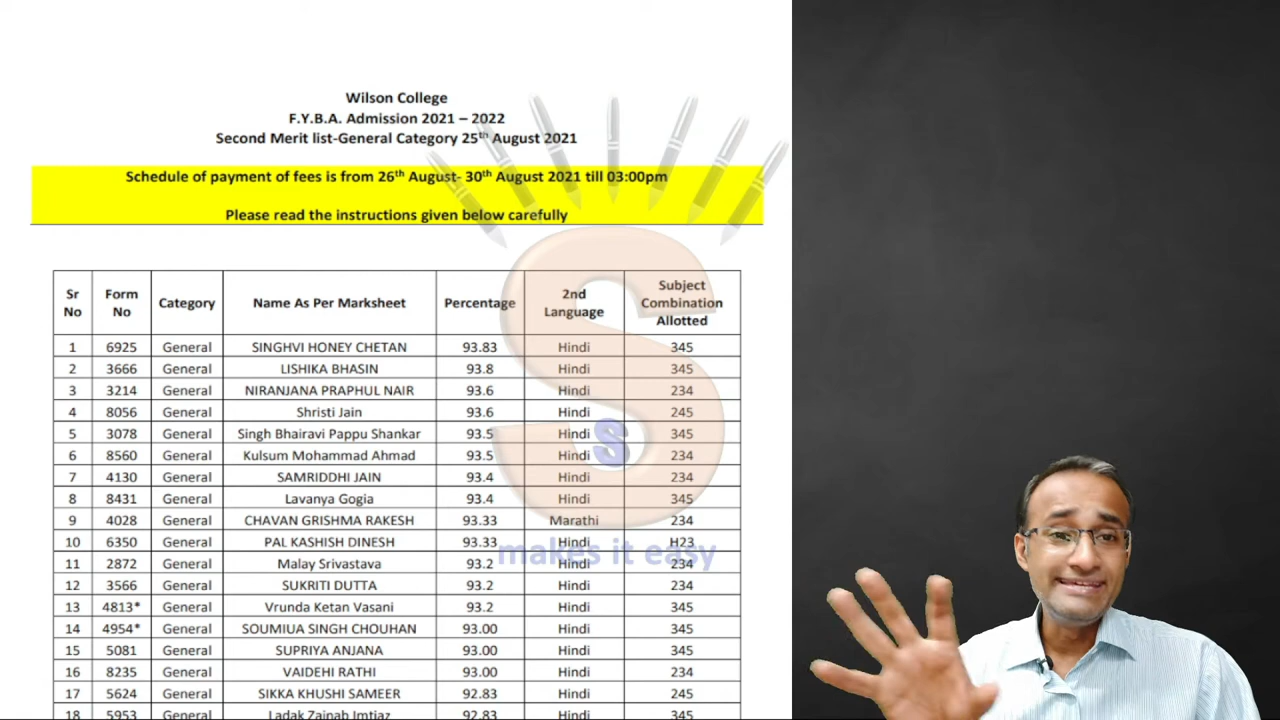 Wilson College
F.Y.B.A. Admission 2021 – 2022
Second Merit list-General Category 25th August 2021
Schedule of payment of fees is from 26th August- 30th August 2021 till 03:00pm
Please read the instructions given below carefully
Sr No Form No Category Name As Per Marksheet Percentage 2nd Language Subject Combination Allotted
1 6925 General SINGHVI HONEY CHETAN 93.83 Hindi 345
2 3666 General LISHIKA BHASIN 93.8 Hindi 345
3 3214 General NIRANJANA PRAPHUL NAIR 93.6 Hindi 234
4 8056 General Shristi Jain 93.6 Hindi 245
5 3078 General Singh Bhairavi Pappu Shankar 93.5 Hindi 345
6 8560 General Kulsum Mohammad Ahmad 93.5 Hindi 234
7 4130 General SAMRIDDHI JAIN 93.4 Hindi 234
8 8431 General Lavanya Gogia 93.4 Hindi 345
9 4028 General CHAVAN GRISHMA RAKESH 93.33 Marathi 234
10 6350 General PAL KASHISH DINESH 93.33 Hindi H23
11 2872 General Malay Srivastava 93.2 Hindi 234
12 3566 General SUKRITI DUTTA 93.2 Hindi 234
13 4813* General Vrunda Ketan Vasani 93.2 Hindi 345
14 4954* General SOUMIUA SINGH CHOUHAN 93.00 Hindi 345
15 5081 General SUPRIYA ANJANA 93.00 Hindi 345
16 8235 General VAIDEHI RATHI 93.00 Hindi 234
17 5624 General SIKKA KHUSHI SAMEER 92.83 Hindi 245
18 5953 General Ladak Zainab Imtiaz 92.83 Hindi 345
S
S
makes it easy